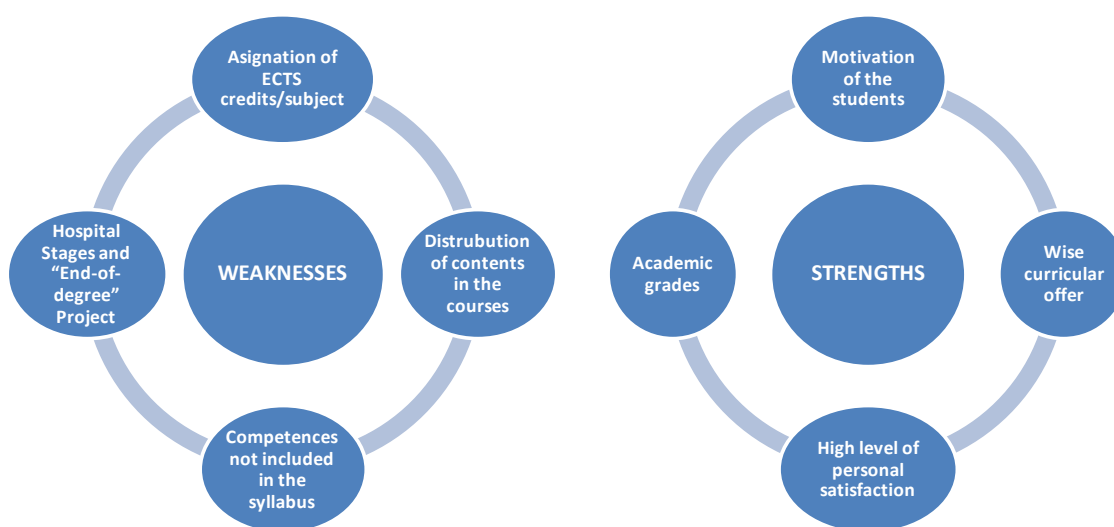 Asignation of
ECTS
credits/subject
Hospital
Stages and
“End-of-
degree”
Project
WEAKNESSES
Distrubution
of contents
in the
courses
Competences
not included
in the
syllabus
Motivation
of the
students
Academic
grades
STRENGTHS
Wise
curricular
offer
High level of
personal
satisfaction